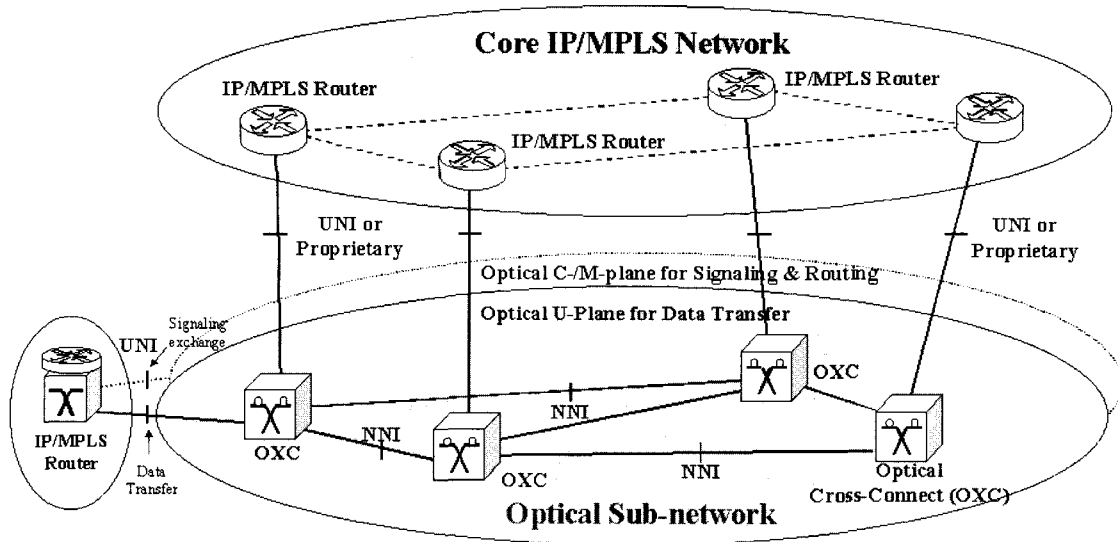 Core IP/MPLS Network
IP/MPLS Router
IP/MPLS Router
IP/MPLS Router
UNI or
Proprietary
UNI or
Proprietary
Optical C-/M-plane for Signaling & Routing
Optical U-Plane for Data Transfer
Signaling
exchange
UNI
OXC
NNI
IP/MPLS
Router
OXC
NNI
OXC
NNI
Data
Transfer
Optical
Cross-Connect (OXC)
Optical Sub-network